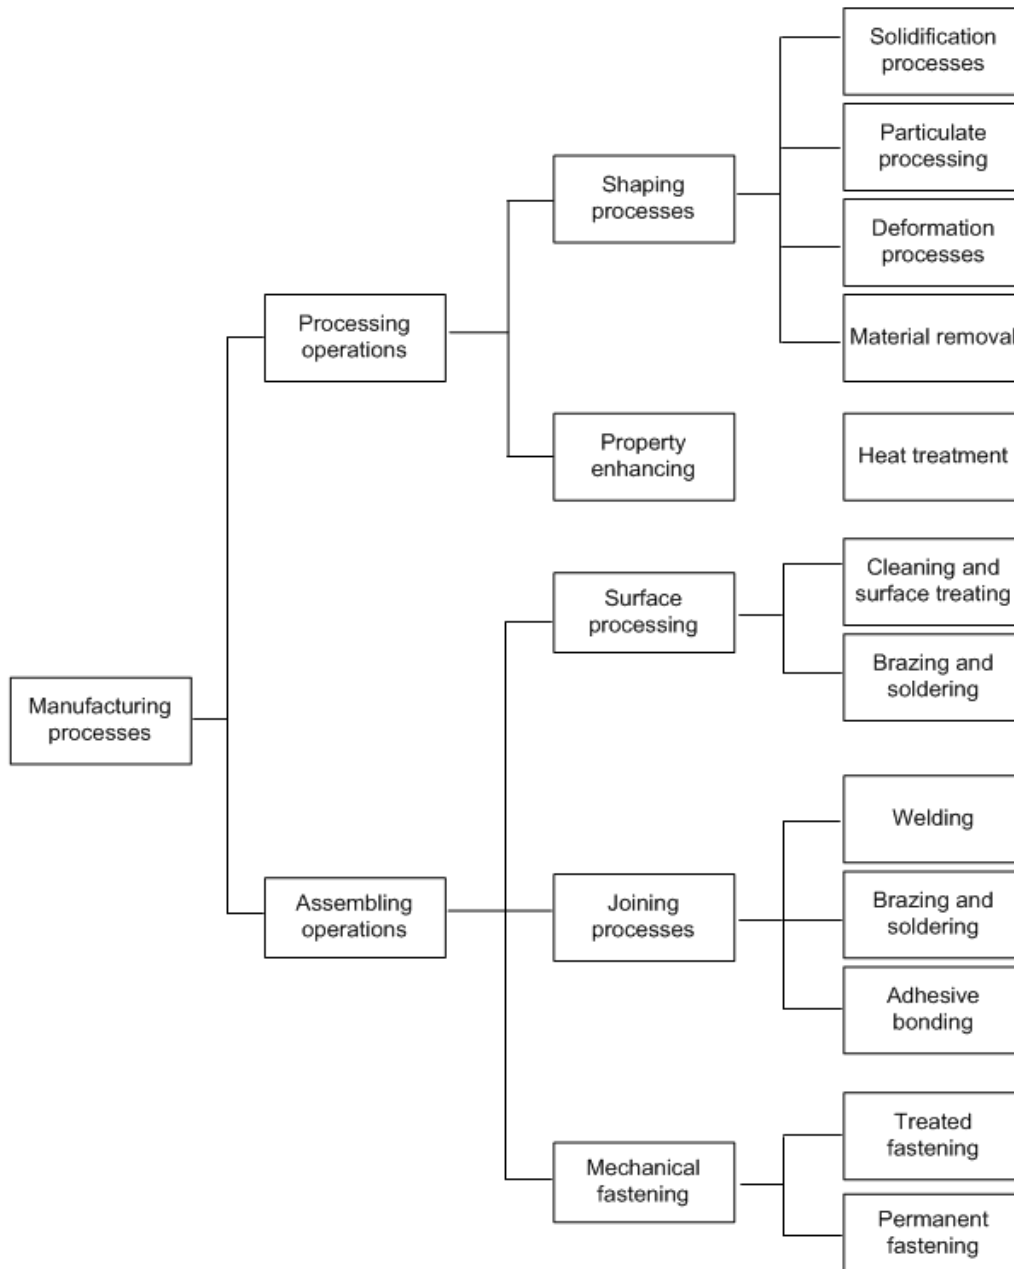 Solidification
processes
Particulate
processing
Shaping
processes
Deformation
processes
Processing
operations
Material removal
Property
enhancing
Heat treatment
Cleaning and
surface treating
Surface
processing
Brazing and
soldering
Manufacturing
processes
Welding
Assembling
operations
Joining
processes
Brazing and
soldering
Adhesive
bonding
Treated
fastening
Mechanical
fastening
Permanent
fastening